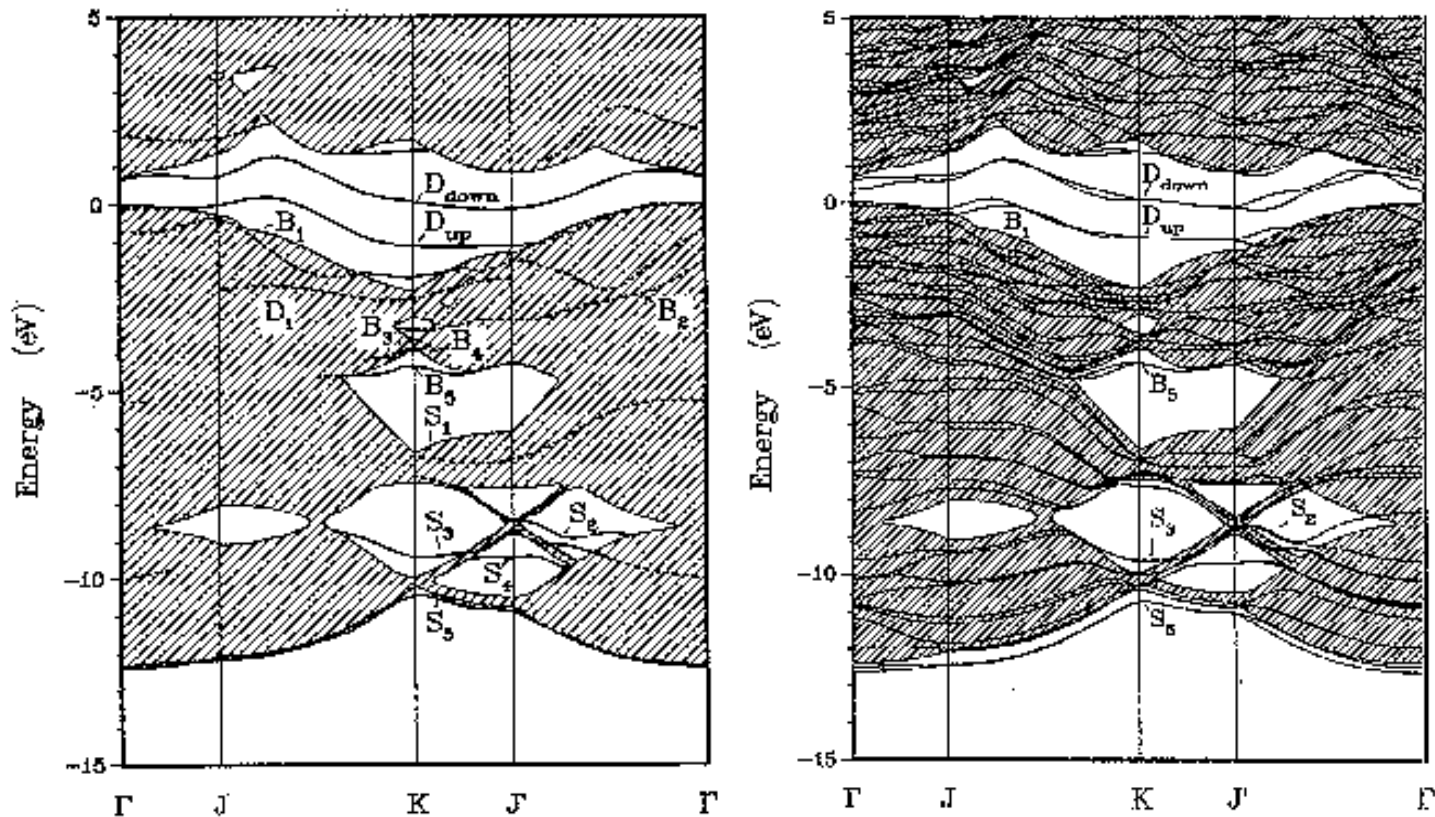 5
0
-5
-10
-15
Energy (eV)
D_down
D_up
B_1
D_1
B_2
B_3
B_4
B_5
S_1
S_3
S_2
S_4
S_5
Γ J K J' Γ
5
0
-5
-10
-15
Energy (eV)
D_down
D_up
B_1
B_5
S_3
S_2
S_5
Γ J K J' Γ